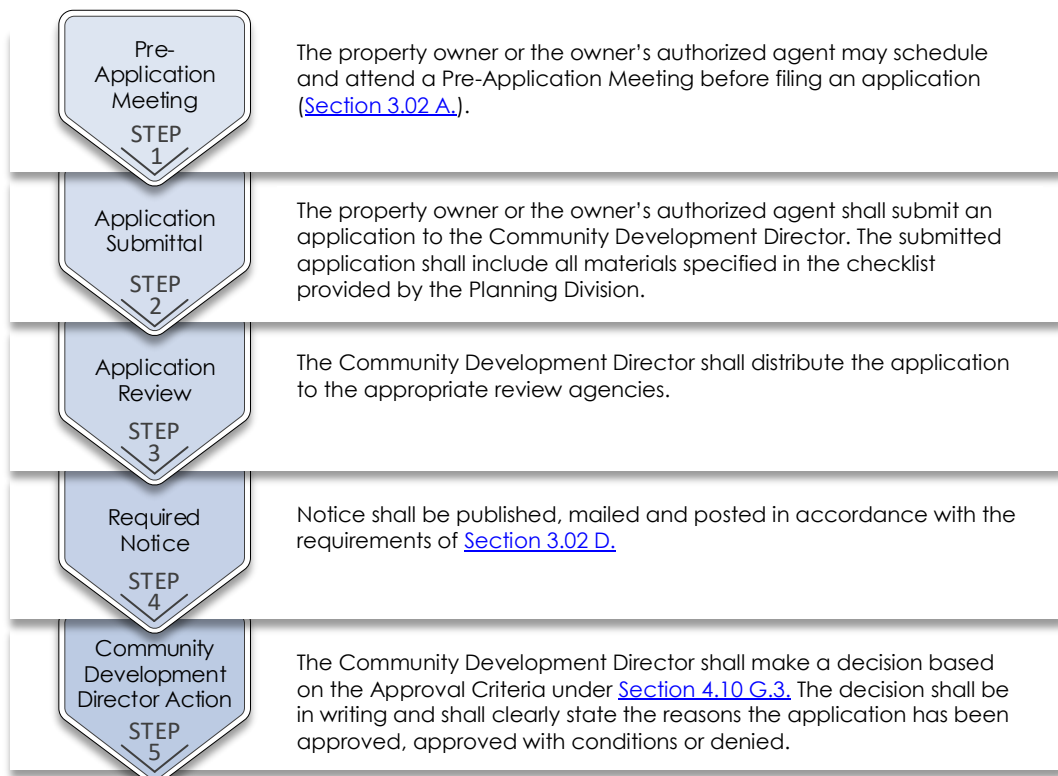 Pre-
Application
Meeting
STEP
1
The property owner or the owner’s authorized agent may schedule
and attend a Pre-Application Meeting before filing an application
(Section 3.02 A.).
Application
Submittal
STEP
2
The property owner or the owner’s authorized agent shall submit an
application to the Community Development Director. The submitted
application shall include all materials specified in the checklist
provided by the Planning Division.
Application
Review
STEP
3
The Community Development Director shall distribute the application
to the appropriate review agencies.
Required
Notice
STEP
4
Notice shall be published, mailed and posted in accordance with the
requirements of Section 3.02 D.
Community
Development
Director Action
STEP
5
The Community Development Director shall make a decision based
on the Approval Criteria under Section 4.10 G.3. The decision shall be
in writing and shall clearly state the reasons the application has been
approved, approved with conditions or denied.